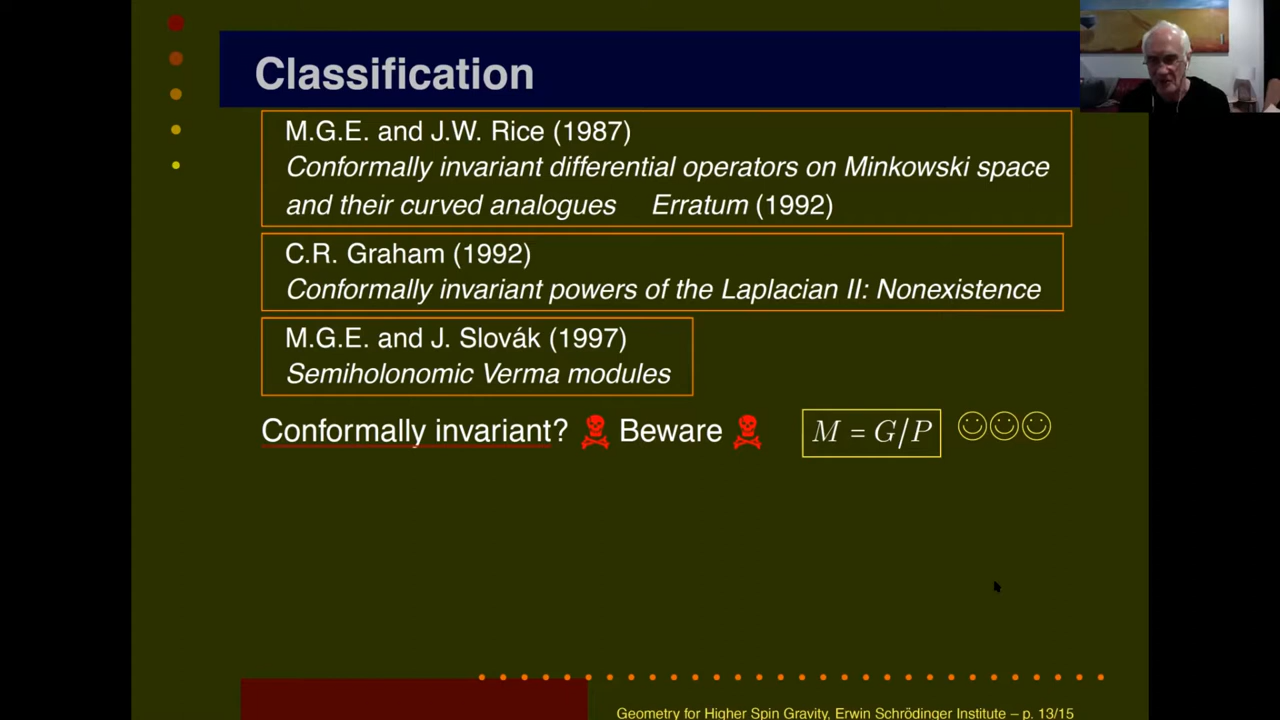 Classification
M.G.E. and J.W. Rice (1987)
Conformally invariant differential operators on Minkowski space
and their curved analogues Erratum (1992)
C.R. Graham (1992)
Conformally invariant powers of the Laplacian II: Nonexistence
M.G.E. and J. Slovák (1997)
Semiholonomic Verma modules
Conformally invariant? ☠ Beware ☠ M = G/P ☺☺☺
Geometry for Higher Spin Gravity, Erwin Schrödinger Institute – p. 13/15